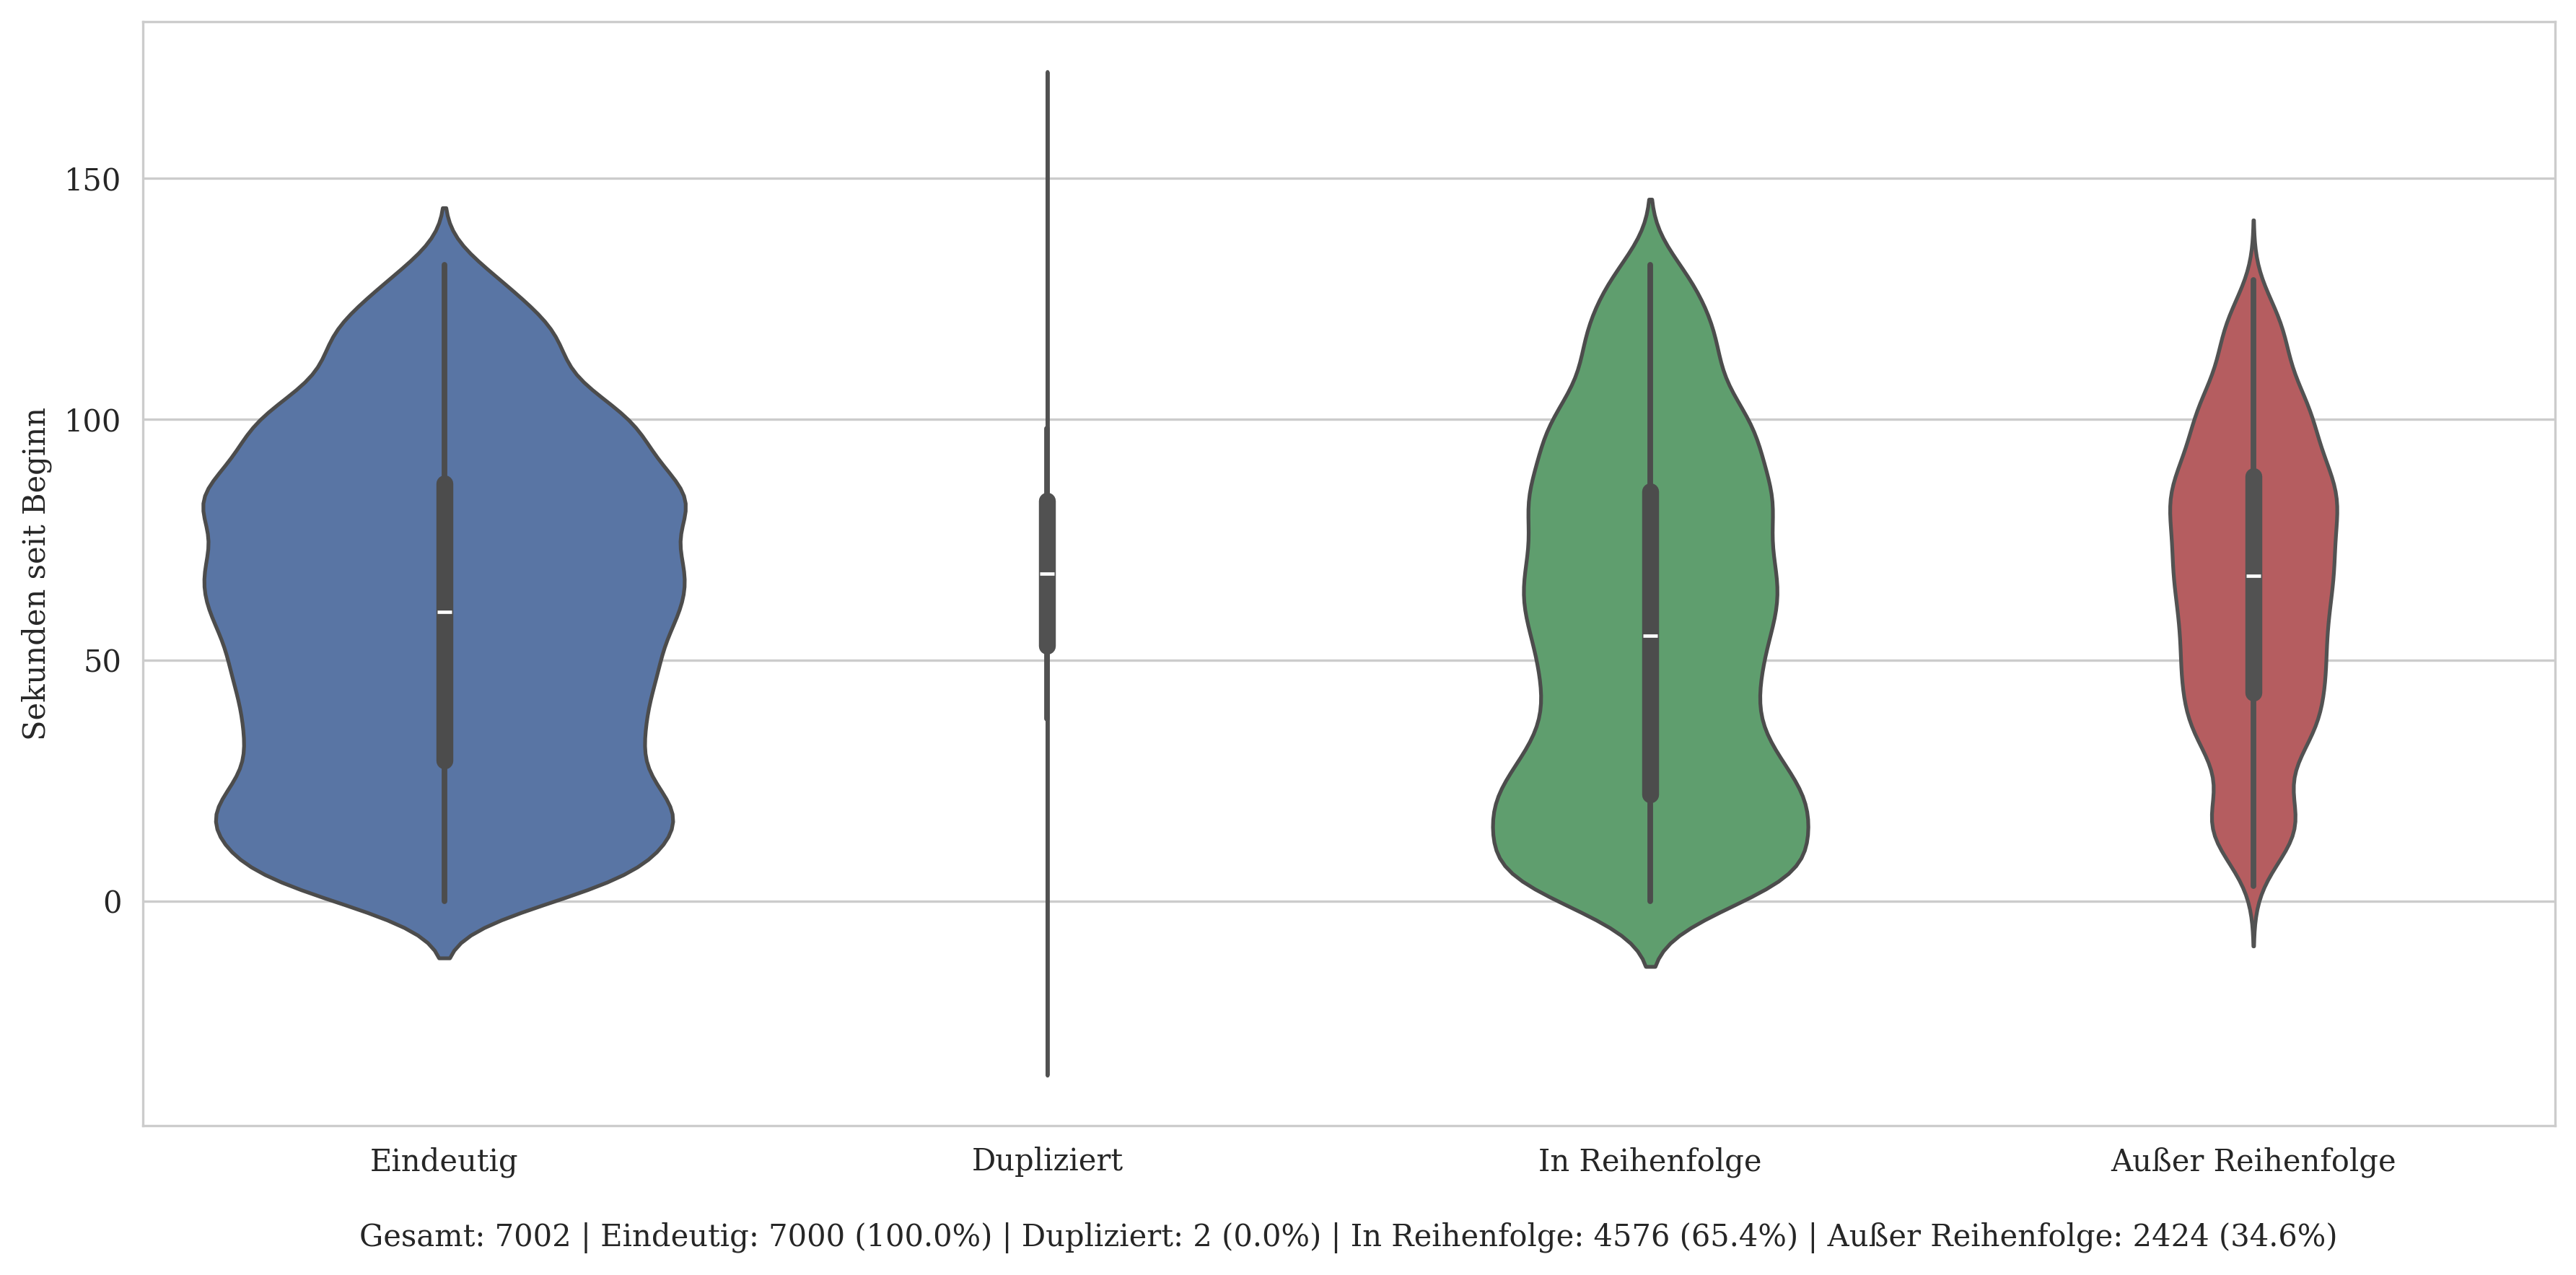 Sekunden seit Beginn
150
100
50
0
Eindeutig
Dupliziert
In Reihenfolge
Außer Reihenfolge
Gesamt: 7002 | Eindeutig: 7000 (100.0%) | Dupliziert: 2 (0.0%) | In Reihenfolge: 4576 (65.4%) | Außer Reihenfolge: 2424 (34.6%)